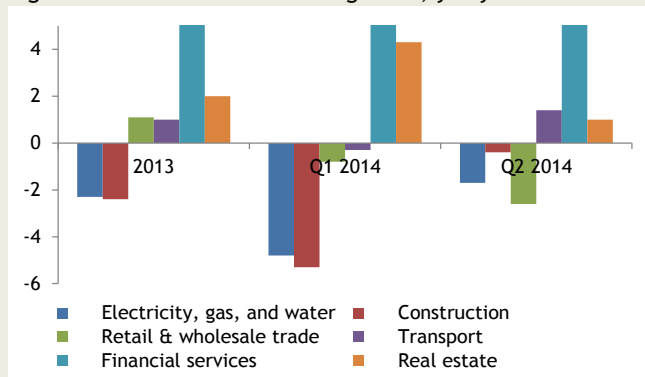 4
2
0
2013 Q1 2014 Q2 2014
-2
-4
-6
Electricity, gas, and water Construction
Retail & wholesale trade Transport
Financial services Real estate